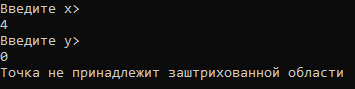 Введите x>
4
Введите y>
0
Точка не принадлежит заштрихованной области